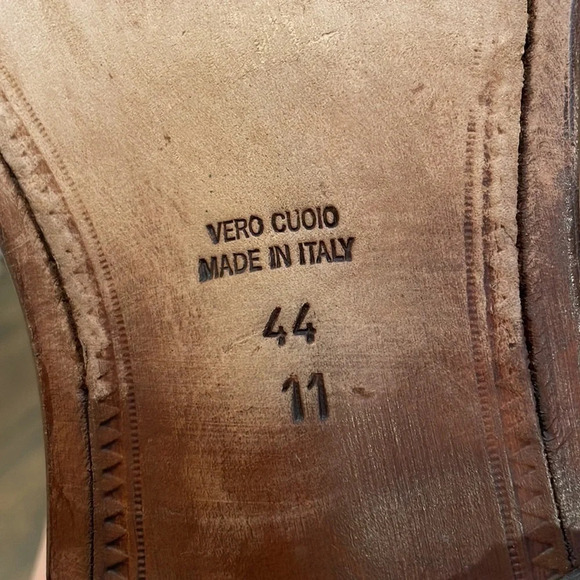 VERO CUOIO
MADE IN ITALY
44
11